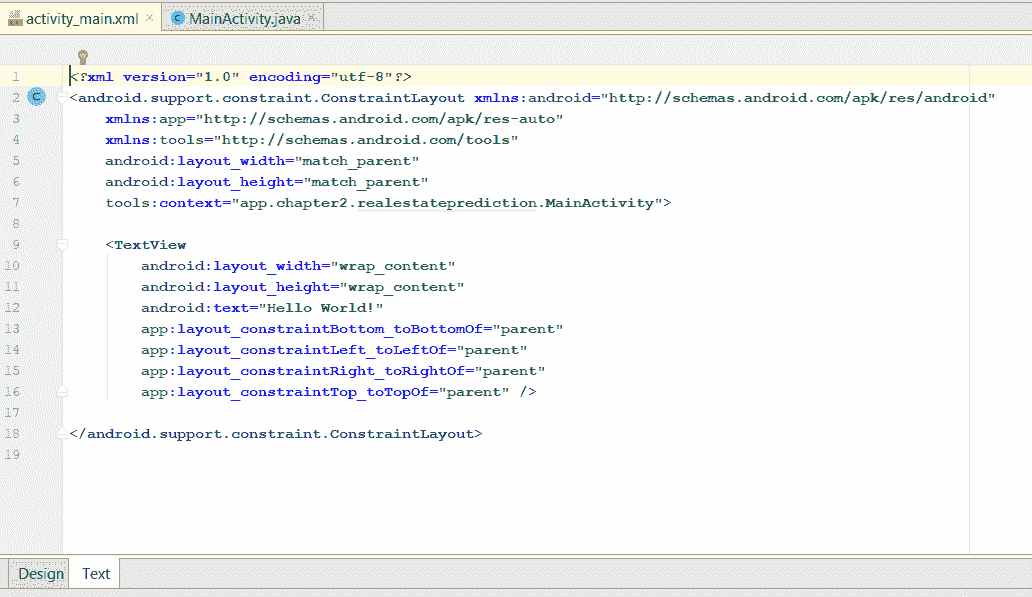 activity_main.xml × C MainActivity.java ×
1 <?xml version="1.0" encoding="utf-8"?>
2 C <android.support.constraint.ConstraintLayout xmlns:android="http://schemas.android.com/apk/res/android"
3 xmlns:app="http://schemas.android.com/apk/res-auto"
4 xmlns:tools="http://schemas.android.com/tools"
5 android:layout_width="match_parent"
6 android:layout_height="match_parent"
7 tools:context="app.chapter2.realestateprediction.MainActivity">
8
9 <TextView
10 android:layout_width="wrap_content"
11 android:layout_height="wrap_content"
12 android:text="Hello World!"
13 app:layout_constraintBottom_toBottomOf="parent"
14 app:layout_constraintLeft_toLeftOf="parent"
15 app:layout_constraintRight_toRightOf="parent"
16 app:layout_constraintTop_toTopOf="parent" />
17
18 </android.support.constraint.ConstraintLayout>
19
Design Text